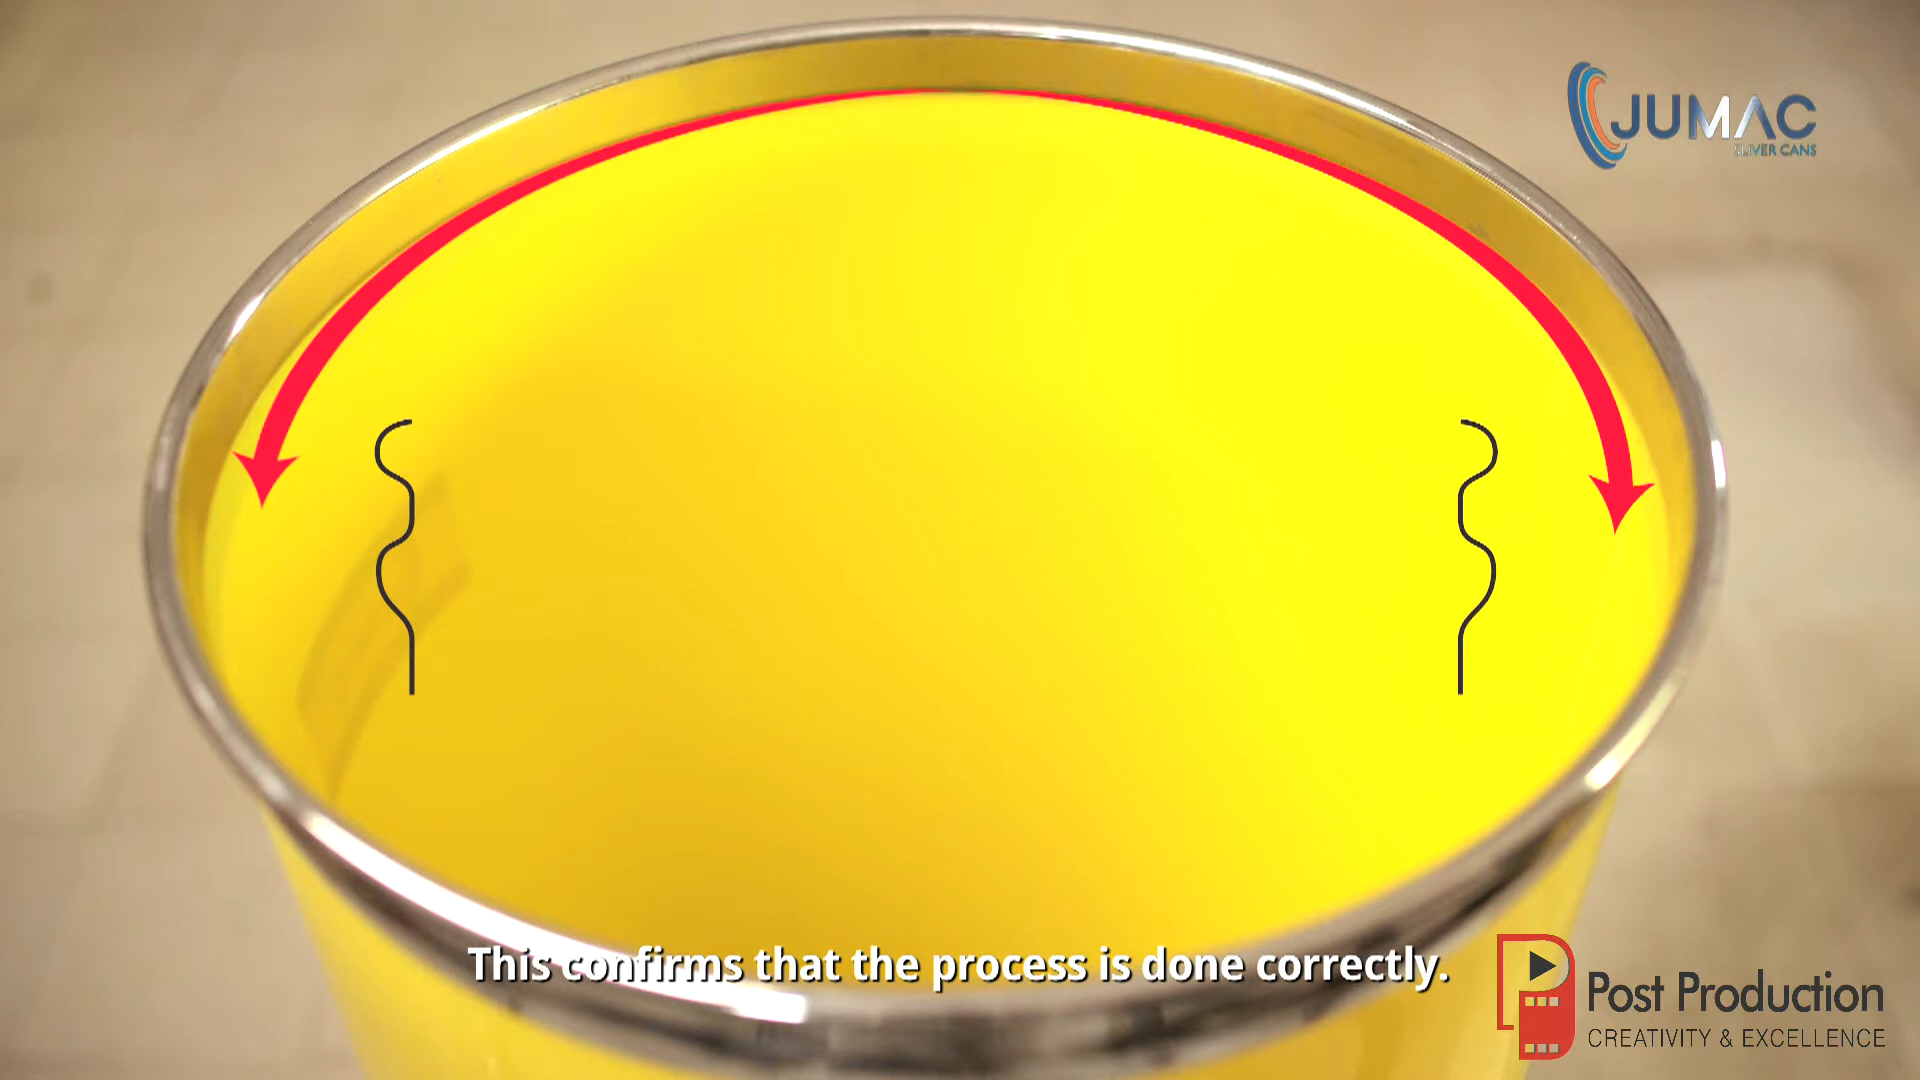 JUMAC
SLIVER CANS
This confirms that the process is done correctly.
Post Production
CREATIVITY & EXCELLENCE